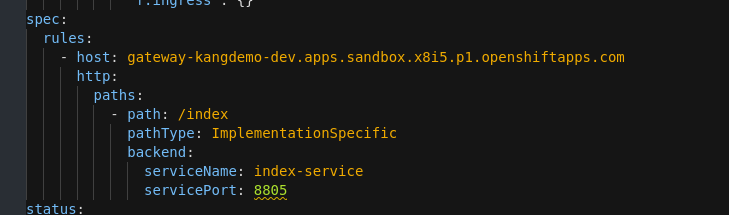 f:ingress': {}
spec:
  rules:
    - host: gateway-kangdemo-dev.apps.sandbox.x8i5.p1.openshiftapps.com
      http:
        paths:
          - path: /index
            pathType: ImplementationSpecific
            backend:
              serviceName: index-service
              servicePort: 8805
status: